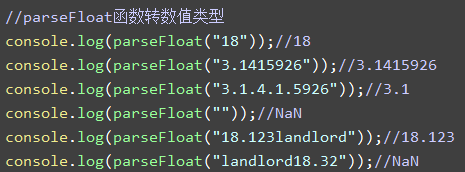 //parseFloat函数转数值类型
console.log(parseFloat("18"));//18
console.log(parseFloat("3.1415926"));//3.1415926
console.log(parseFloat("3.1.4.1.5926"));//3.1
console.log(parseFloat(""));//NaN
console.log(parseFloat("18.123landlord"));//18.123
console.log(parseFloat("landlord18.32"));//NaN